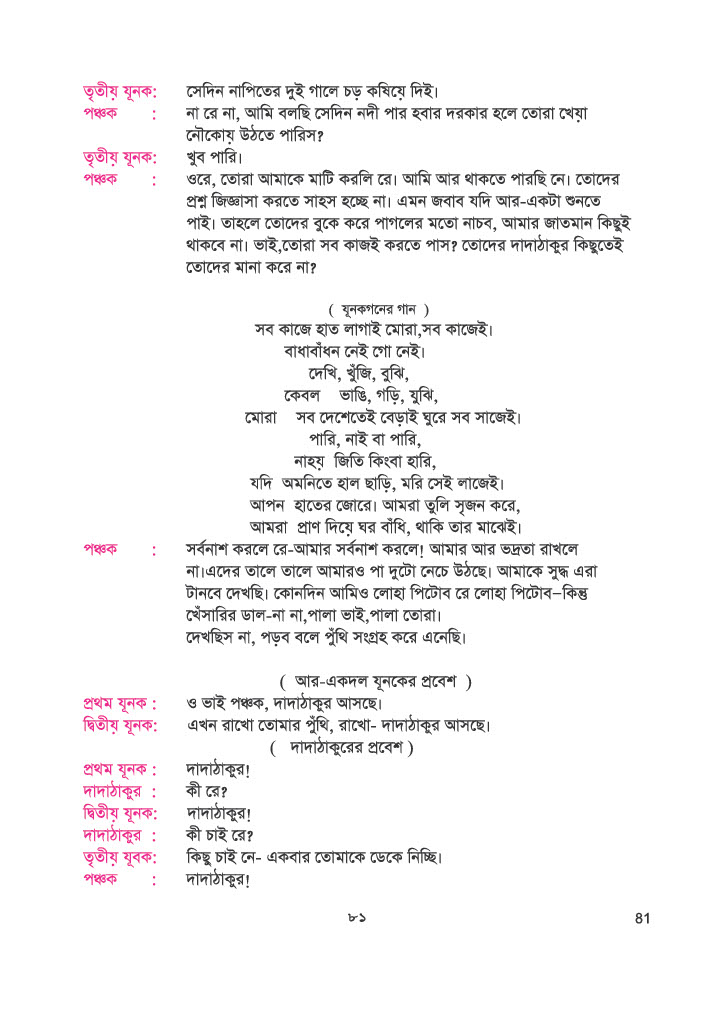 তৃতীয় যূনক: সেদিন নাপিতের দুই গালে চড় কষিয়ে দিই।
পঞ্চক : না রে না, আমি বলছি সেদিন নদী পার হবার দরকার হলে তোরা খেয়া
নৌকোয় উঠতে পারিস?
তৃতীয় যূনক: খুব পারি।
পঞ্চক : ওরে, তোরা আমাকে মাটি করলি রে। আমি আর থাকতে পারছি নে। তোদের
প্রশ্ন জিজ্ঞাসা করতে সাহস হচ্ছে না। এমন জবাব যদি আর-একটা শুনতে
পাই। তাহলে তোদের বুকে করে পাগলের মতো নাচব, আমার জাতমান কিছুই
থাকবে না। ভাই,তোরা সব কাজই করতে পাস? তোদের দাদাঠাকুর কিছুতেই
তোদের মানা করে না?
( যূনকগনের গান )
সব কাজে হাত লাগাই মোরা,সব কাজেই।
বাধাবাঁধন নেই গো নেই।
দেখি, খুঁজি, বুঝি,
কেবল ভাঙি, গড়ি, যুঝি,
মোরা সব দেশেতেই বেড়াই ঘুরে সব সাজেই।
পারি, নাই বা পারি,
নাহয় জিতি কিংবা হারি,
যদি অমনিতে হাল ছাড়ি, মরি সেই লাজেই।
আপন হাতের জোরে। আমরা তুলি সৃজন করে,
আমরা প্রাণ দিয়ে ঘর বাঁধি, থাকি তার মাঝেই।
পঞ্চক : সর্বনাশ করলে রে-আমার সর্বনাশ করলে! আমার আর ভদ্রতা রাখলে
না।এদের তালে তালে আমারও পা দুটো নেচে উঠছে। আমাকে সুদ্ধ এরা
টানবে দেখছি। কোনদিন আমিও লোহা পিটোব রে লোহা পিটোব–কিন্তু
খেঁসারির ডাল-না না,পালা ভাই,পালা তোরা।
দেখছিস না, পড়ব বলে পুঁথি সংগ্রহ করে এনেছি।
( আর-একদল যূনকের প্রবেশ )
প্রথম যূনক : ও ভাই পঞ্চক, দাদাঠাকুর আসছে।
দ্বিতীয় যূনক: এখন রাখো তোমার পুঁথি, রাখো- দাদাঠাকুর আসছে।
( দাদাঠাকুরের প্রবেশ )
প্রথম যূনক : দাদাঠাকুর!
দাদাঠাকুর : কী রে?
দ্বিতীয় যূনক: দাদাঠাকুর!
দাদাঠাকুর : কী চাই রে?
তৃতীয় যূবক: কিছু চাই নে- একবার তোমাকে ডেকে নিচ্ছি।
পঞ্চক : দাদাঠাকুর!
৮১ 81